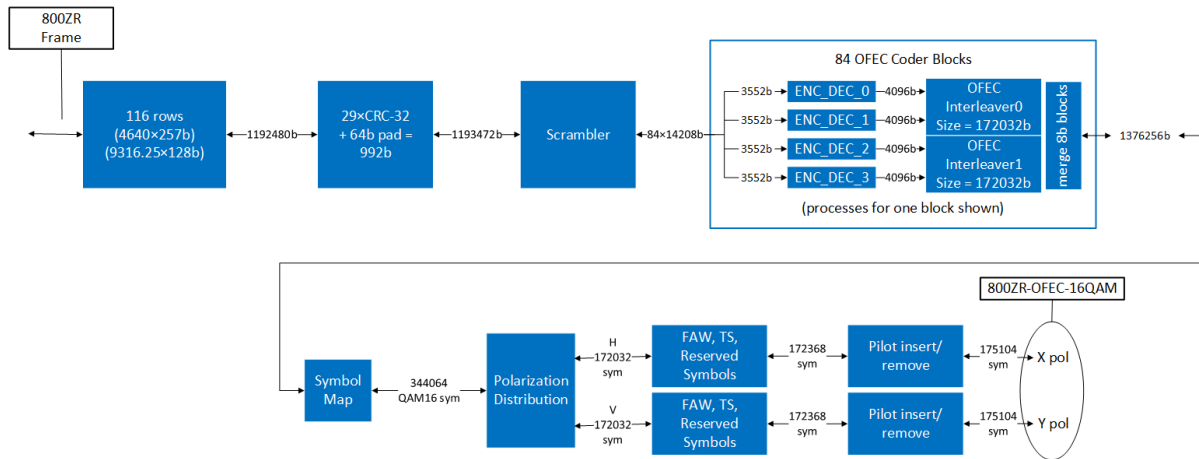 800ZR
Frame
116 rows
(4640×257b)
(9316.25×128b)
1192480b
29×CRC-32
+ 64b pad =
992b
1193472b
Scrambler
84×14208b
84 OFEC Coder Blocks
3552b
ENC_DEC_0
4096b
3552b
ENC_DEC_1
4096b
3552b
ENC_DEC_2
4096b
3552b
ENC_DEC_3
4096b
OFEC
Interleaver0
Size = 172032b
OFEC
Interleaver1
Size = 172032b
merge 8b blocks
(processes for one block shown)
1376256b
800ZR-OFEC-16QAM
Symbol
Map
344064
QAM16 sym
Polarization
Distribution
H
172032
sym
FAW, TS,
Reserved
Symbols
172368
sym
Pilot insert/
remove
175104
sym
X pol
V
172032
sym
FAW, TS,
Reserved
Symbols
172368
sym
Pilot insert/
remove
175104
sym
Y pol